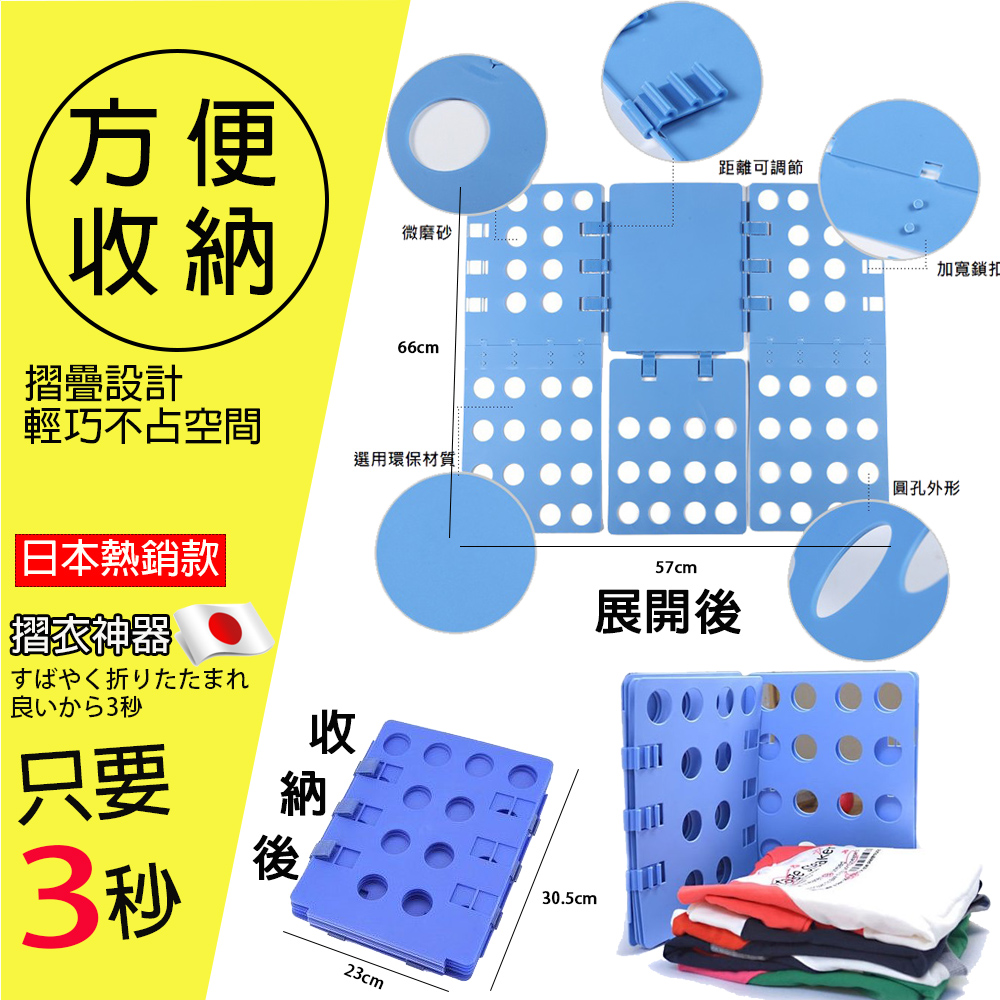 方便
收納
摺疊設計
輕巧不占空間
日本熱銷款
摺衣神器
すばやく折りたたまれ
良いから3秒
只要
3秒
距離可調節
微磨砂
加寬鎖扣
66cm
選用環保材質
圓孔外形
57cm
展開後
收納後
30.5cm
23cm